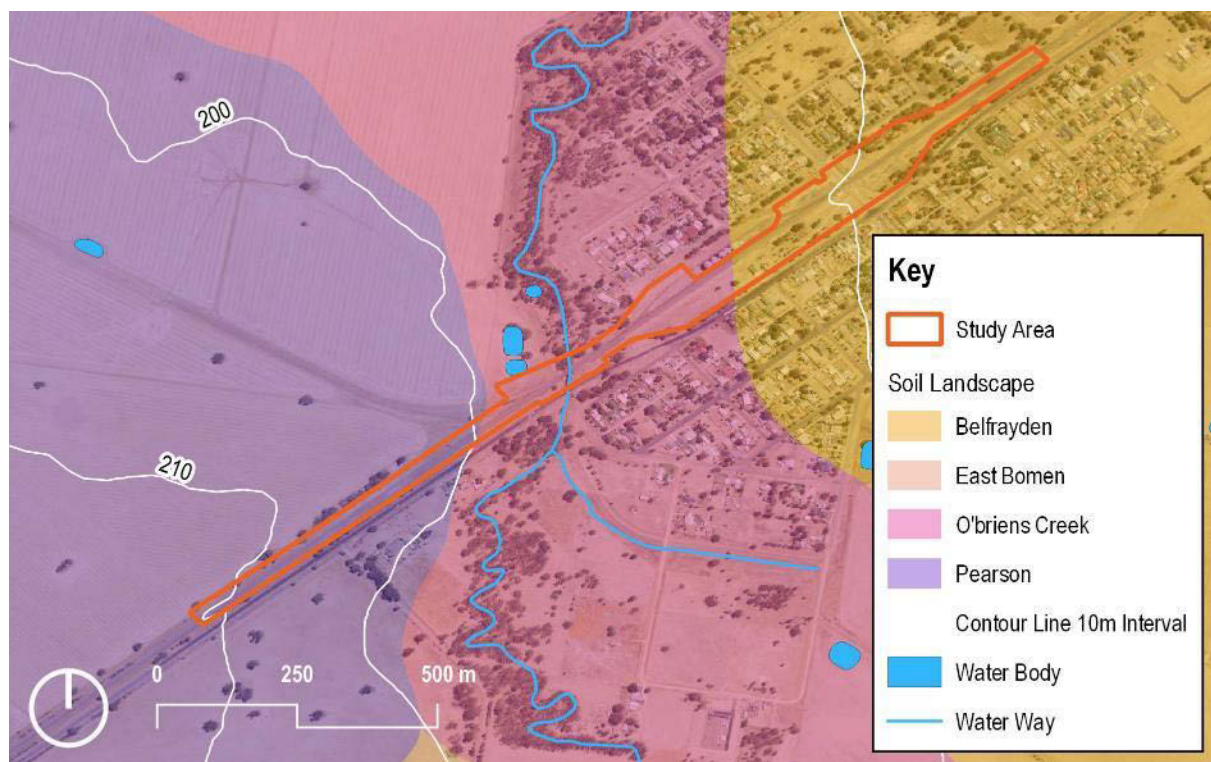 200
210
0 250 500 m
Key
Study Area
Soil Landscape
Belfrayden
East Bomen
O'briens Creek
Pearson
Contour Line 10m Interval
Water Body
Water Way